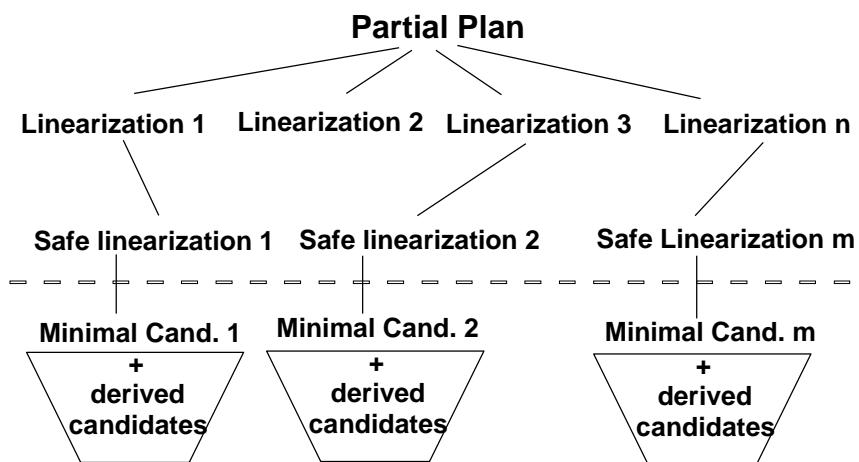 Partial Plan
Linearization 1
Linearization 2
Linearization 3
Linearization n
Safe linearization 1
Safe linearization 2
Safe Linearization m
Minimal Cand. 1
Minimal Cand. 2
Minimal Cand. m
+
derived
candidates
+
derived
candidates
+
derived
candidates